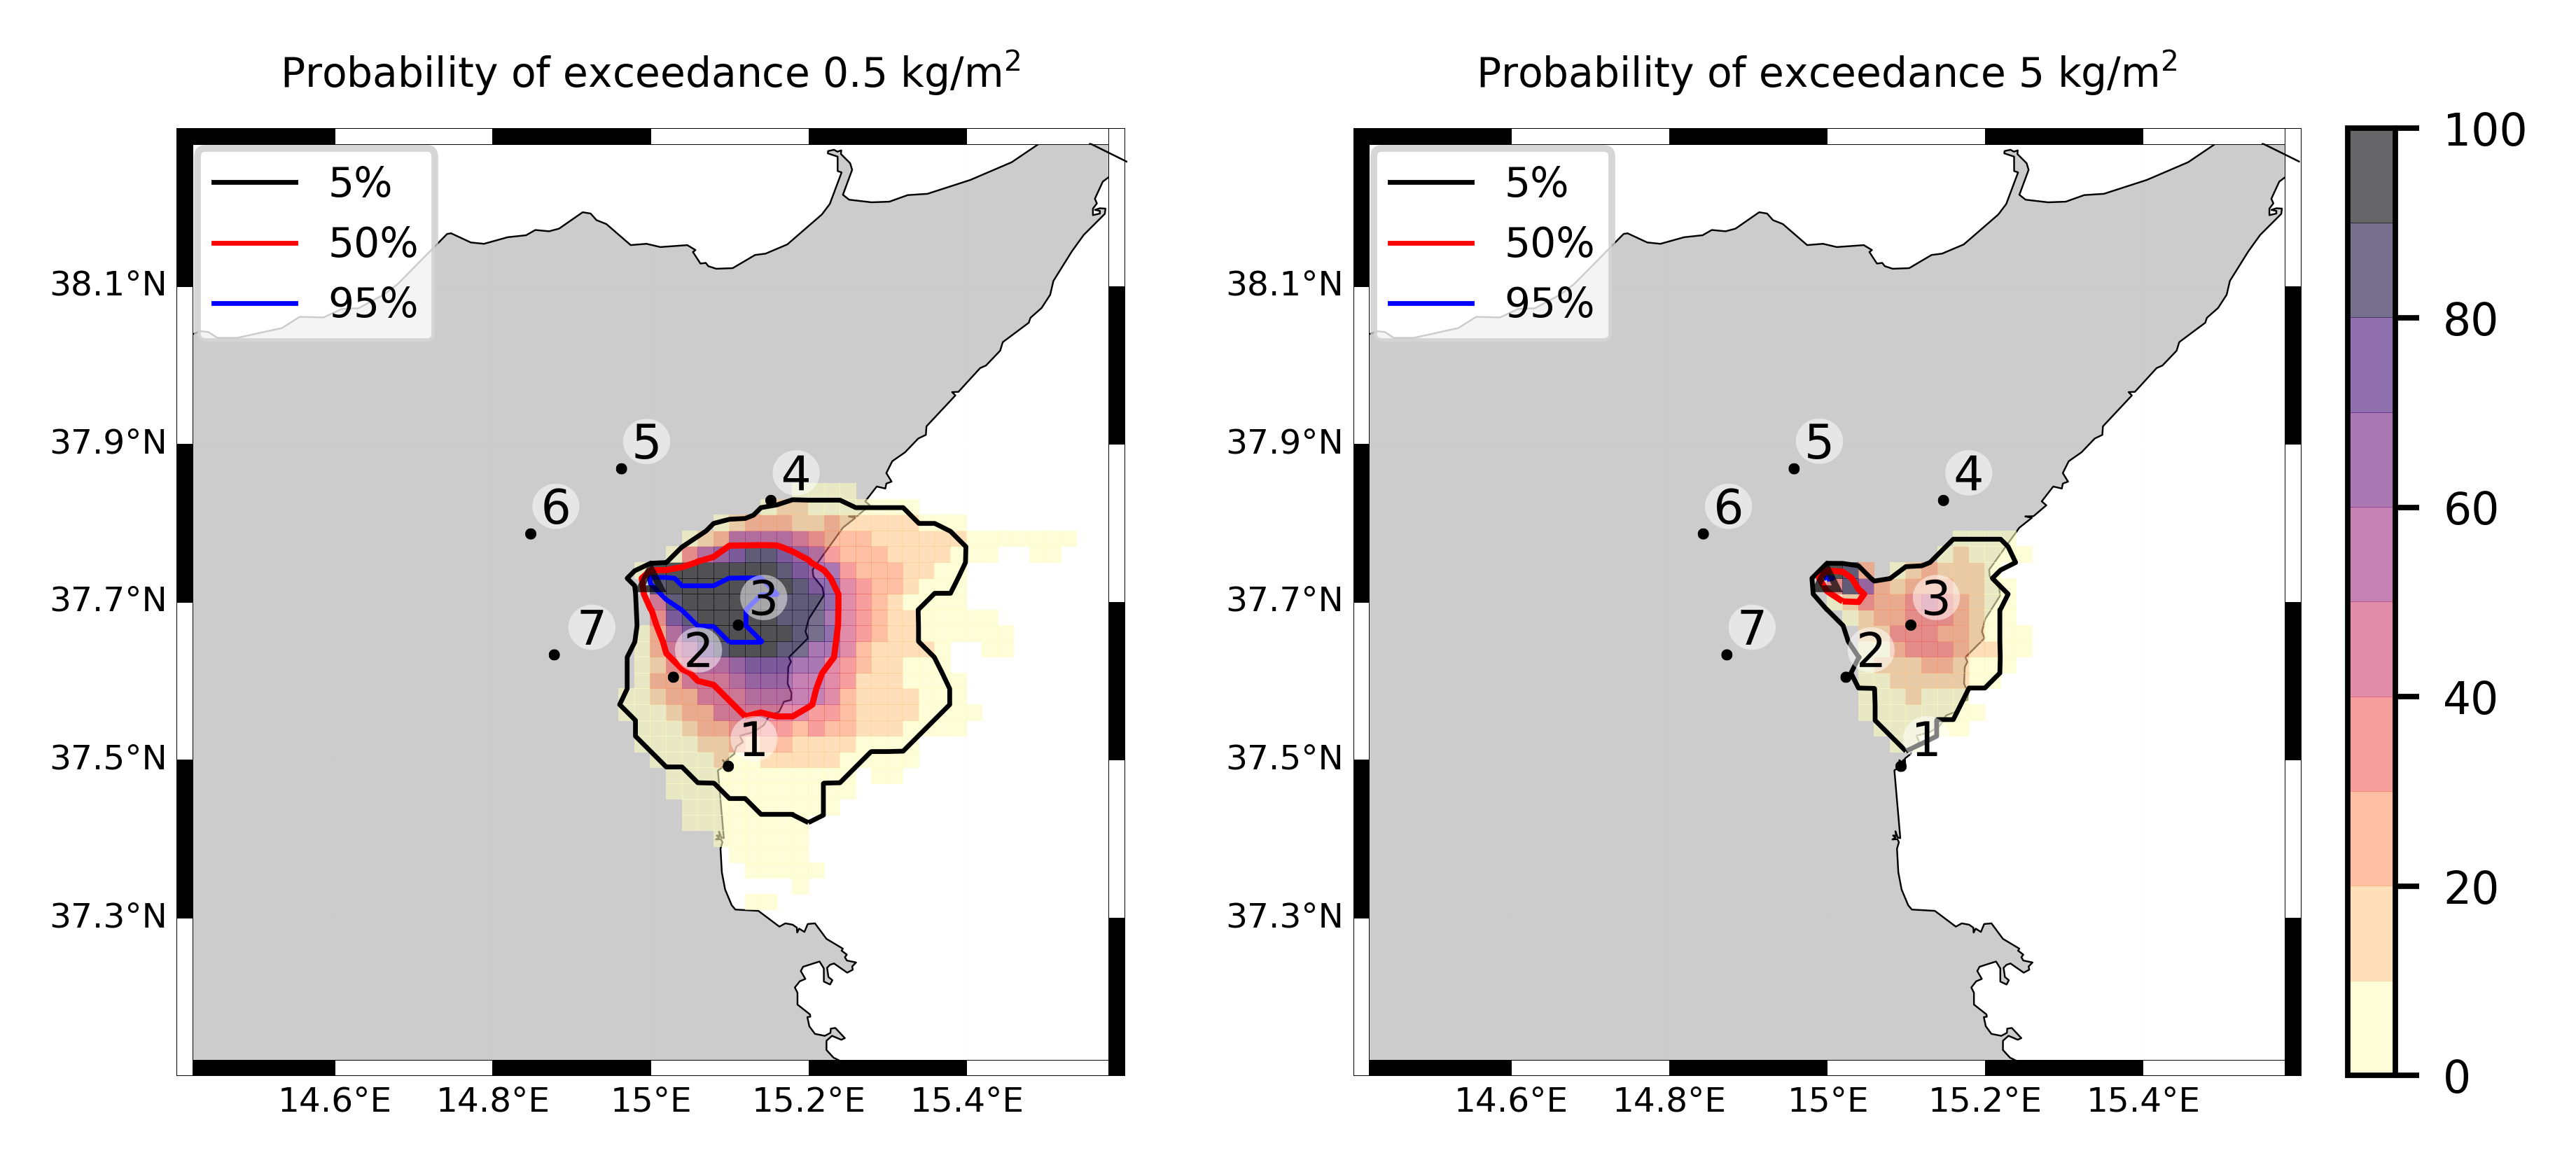 Probability of exceedance 0.5 kg/m²
5%
50%
95%
38.1°N
37.9°N
37.7°N
37.5°N
37.3°N
14.6°E 14.8°E 15°E 15.2°E 15.4°E
5
4
6
3
7
2
1
Probability of exceedance 5 kg/m²
5%
50%
95%
38.1°N
37.9°N
37.7°N
37.5°N
37.3°N
14.6°E 14.8°E 15°E 15.2°E 15.4°E
5
4
6
3
7
2
1
100
80
60
40
20
0